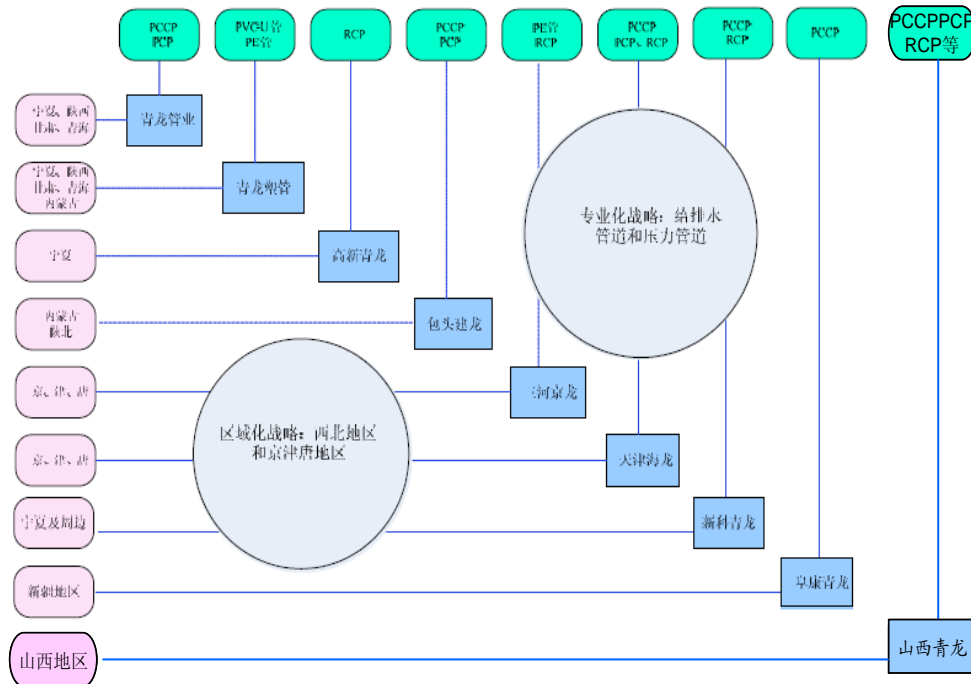 PCCP
PCP
PVC-U管
PE管
RCP
PCCP
PCP
PE管
RCP
PCCP
PCP、RCP
PCCP
RCP
PCCP
PCCPPCP
RCP等
宁夏、陕西
甘肃、青海
青龙管业
宁夏、陕西
甘肃、青海
内蒙古
青龙塑管
专业化战略：给排水
管道和压力管道
宁夏
高新青龙
内蒙古
陕北
包头建龙
京、津、唐
三河京龙
区域化战略：西北地区
和京津唐地区
京、津、唐
天津海龙
宁夏及周边
新科青龙
新疆地区
阜康青龙
山西地区
山西青龙